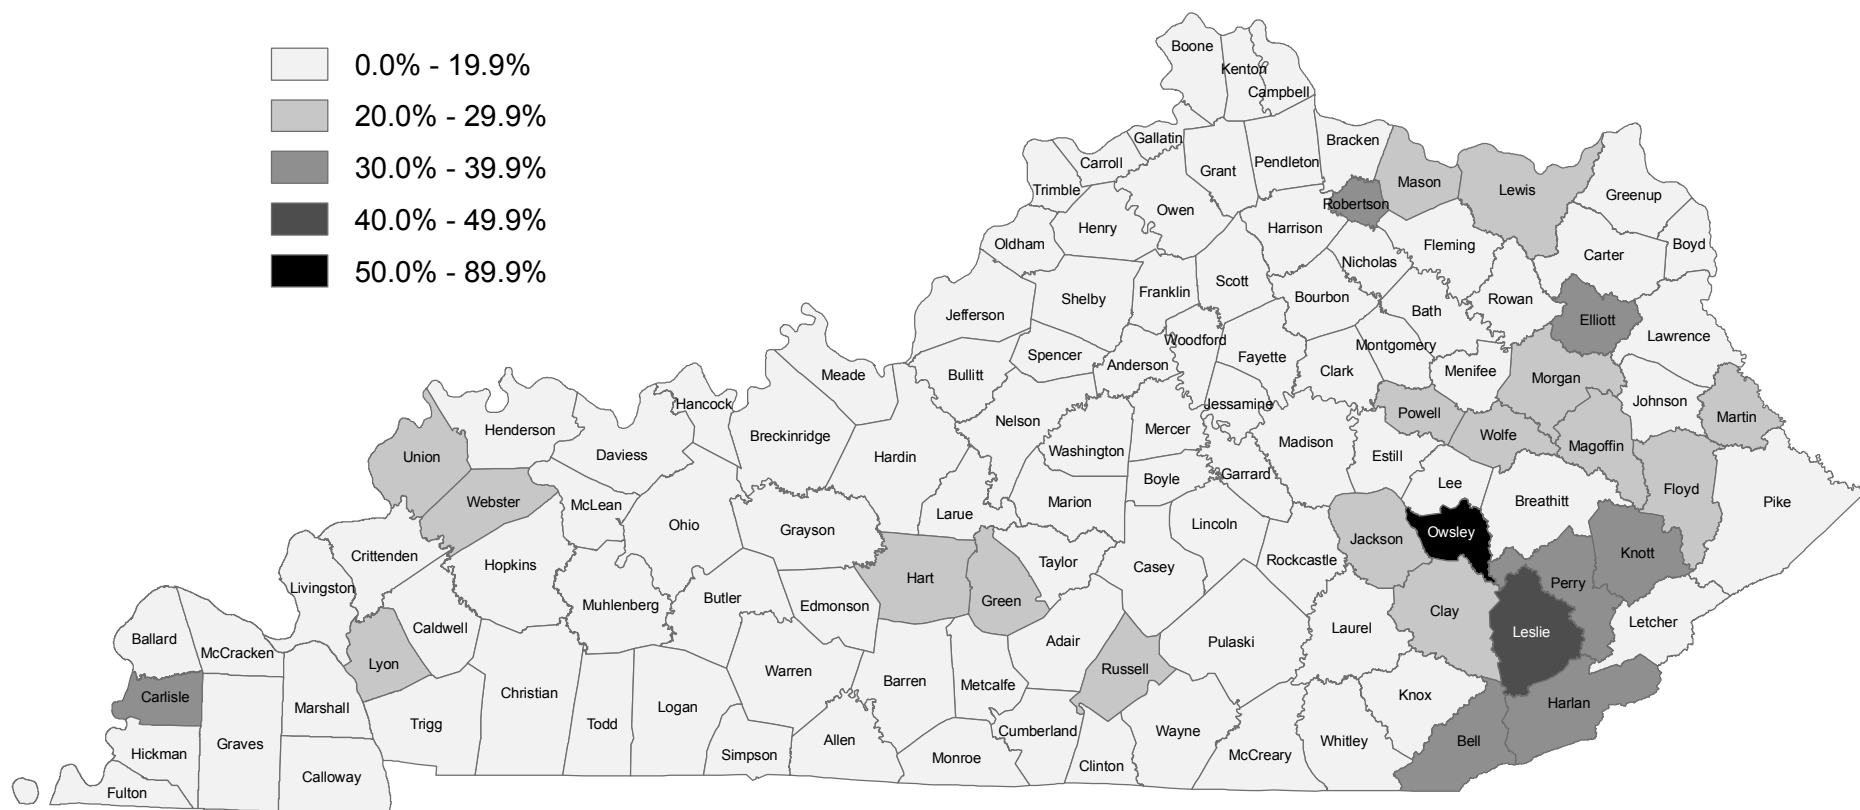 0.0% - 19.9%
20.0% - 29.9%
30.0% - 39.9%
40.0% - 49.9%
50.0% - 89.9%
Boone
Kenton
Campbell
Gallatin
Bracken
Carroll
Grant
Pendleton
Trimble
Mason
Lewis
Greenup
Robertson
Owen
Henry
Harrison
Oldham
Fleming
Boyd
Carter
Nicholas
Scott
Franklin
Shelby
Bourbon
Rowan
Bath
Jefferson
Elliott
Lawrence
Woodford
Montgomery
Spencer
Fayette
Anderson
Clark
Menifee
Meade
Bullitt
Morgan
Johnson
Hancock
Jessamine
Powell
Martin
Nelson
Henderson
Breckinridge
Mercer
Madison
Wolfe
Magoffin
Washington
Daviess
Union
Hardin
Estill
Garrard
Boyle
Lee
Floyd
Webster
McLean
Marion
Breathitt
Pike
Larue
Ohio
Grayson
Lincoln
Owsley
Jackson
Knott
Crittenden
Taylor
Rockcastle
Hopkins
Casey
Hart
Perry
Livingston
Green
Butler
Edmonson
Muhlenberg
Clay
Caldwell
Laurel
Letcher
Leslie
Ballard
Adair
Pulaski
McCracken
Lyon
Warren
Russell
Barren
Metcalfe
Carlisle
Christian
Knox
Marshall
Logan
Harlan
Trigg
Todd
Cumberland
Wayne
Graves
Allen
Whitley
Bell
Hickman
Simpson
Monroe
McCreary
Clinton
Calloway
Fulton